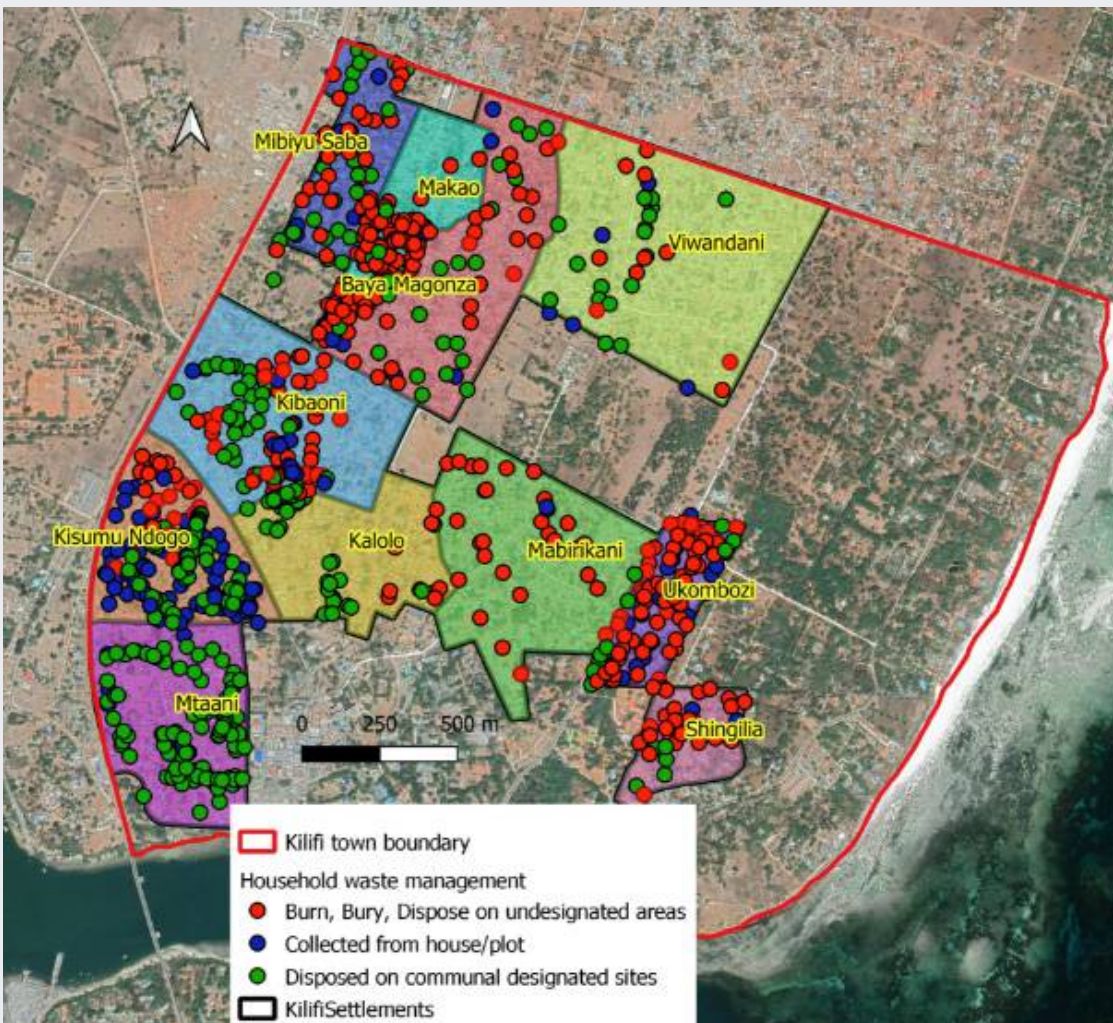 Mibiyu Saba
Makao
Viwandani
Baya Magonza
Kibaoni
Kisumu Ndogo
Kalolo
Mabirikani
Ukombozi
Mtaani
Shingilia
0 250 500 m
Kilifi town boundary
Household waste management
Burn, Bury, Dispose on undesignated areas
Collected from house/plot
Disposed on communal designated sites
KilifiSettlements